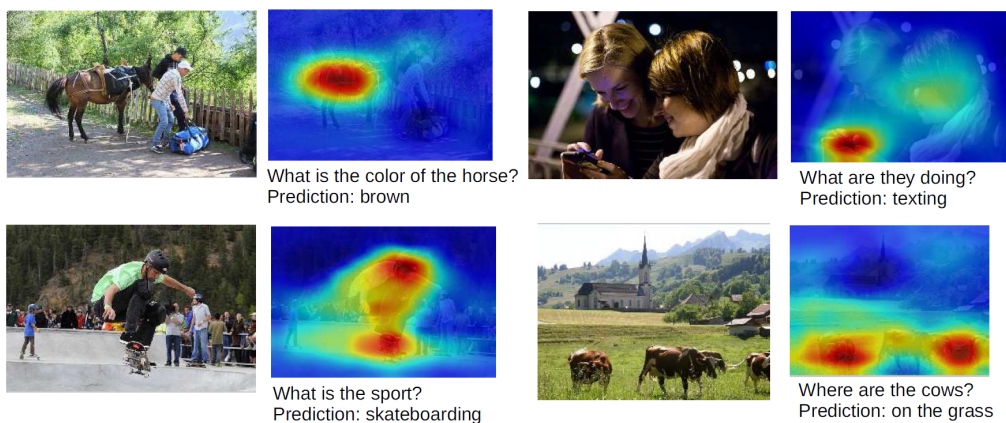 What is the color of the horse?
Prediction: brown
What are they doing?
Prediction: texting
What is the sport?
Prediction: skateboarding
Where are the cows?
Prediction: on the grass